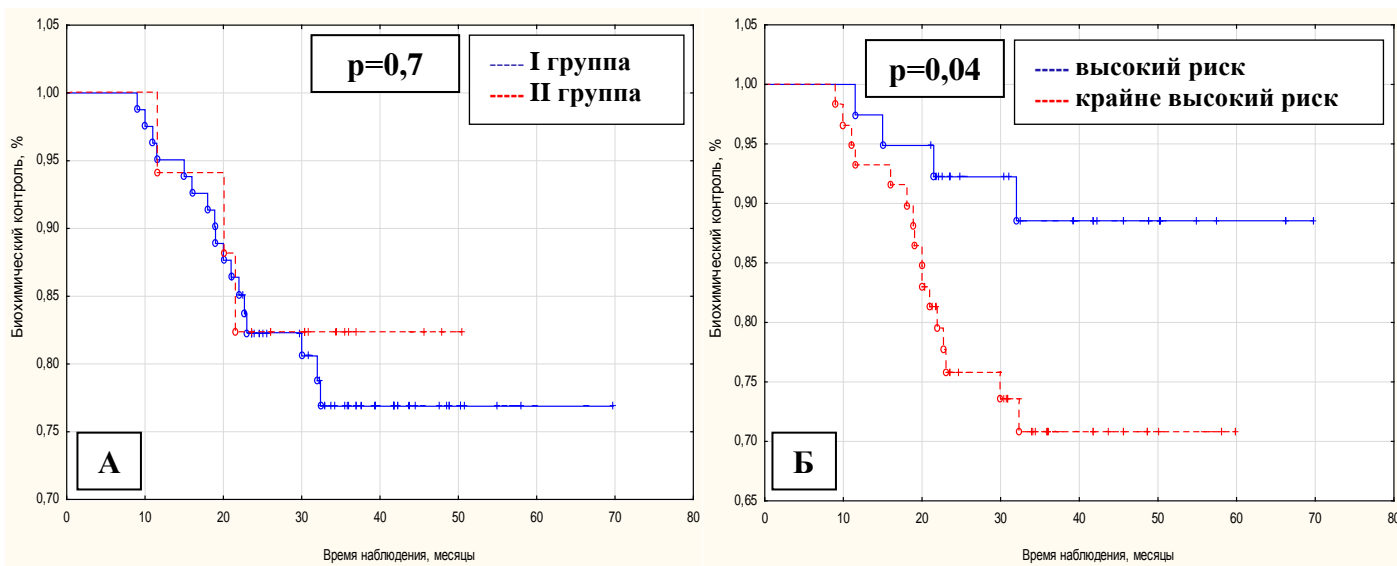 p=0,7
I группа
II группа
Биохимический контроль, %
1,05
1,00
0,95
0,90
0,85
0,80
0,75
0,70
А
0 10 20 30 40 50 60 70 80
Время наблюдения, месяцы
p=0,04
высокий риск
крайне высокий риск
Биохимический контроль, %
1,05
1,00
0,95
0,90
0,85
0,80
0,75
0,70
0,65
Б
0 10 20 30 40 50 60 70 80
Время наблюдения, месяцы